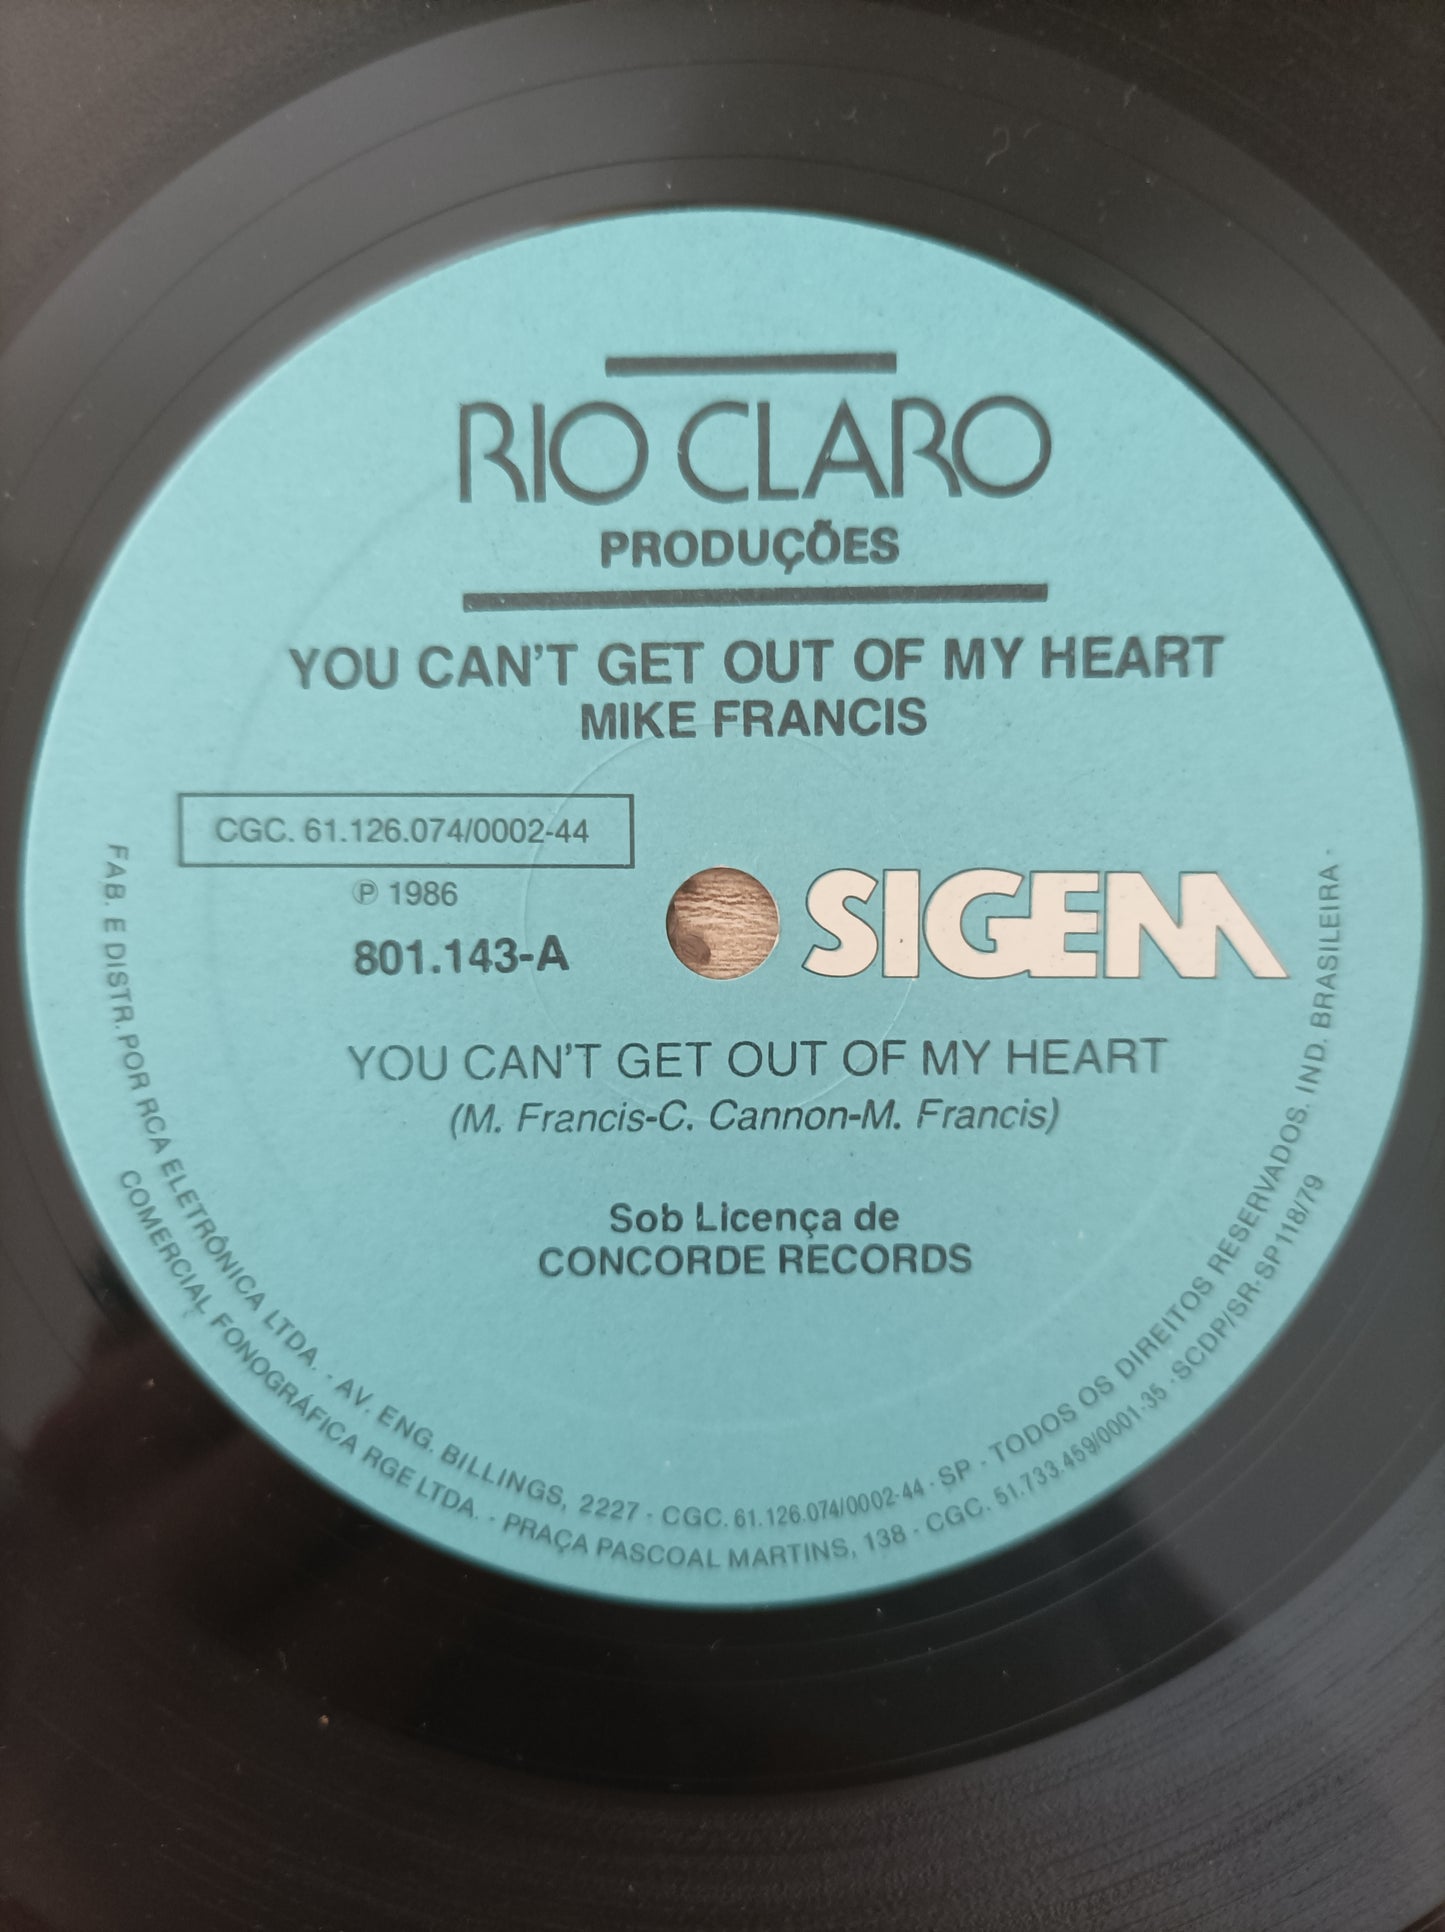 RIO CLARO
PRODUÇÕES
YOU CAN'T GET OUT OF MY HEART
MIKE FRANCIS
CGC. 61.126.074/0002-44
℗ 1986
801.143-A
SIGEM
YOU CAN'T GET OUT OF MY HEART
(M. Francis-C. Cannon-M. Francis)
Sob Licença de
CONCORDE RECORDS
FAB. E DISTR. POR RCA ELETRÔNICA LTDA. - AV. ENG. BILLINGS, 2227 - CGC. 61.126.074/0002-44 - SP - TODOS OS DIREITOS RESERVADOS. IND. BRASILEIRA -
COMERCIAL FONOGRÁFICA RGE LTDA. - PRAÇA PASCOAL MARTINS, 138 - CGC. 51.733.459/0001-35 - SCDP/SR-SP 118/79